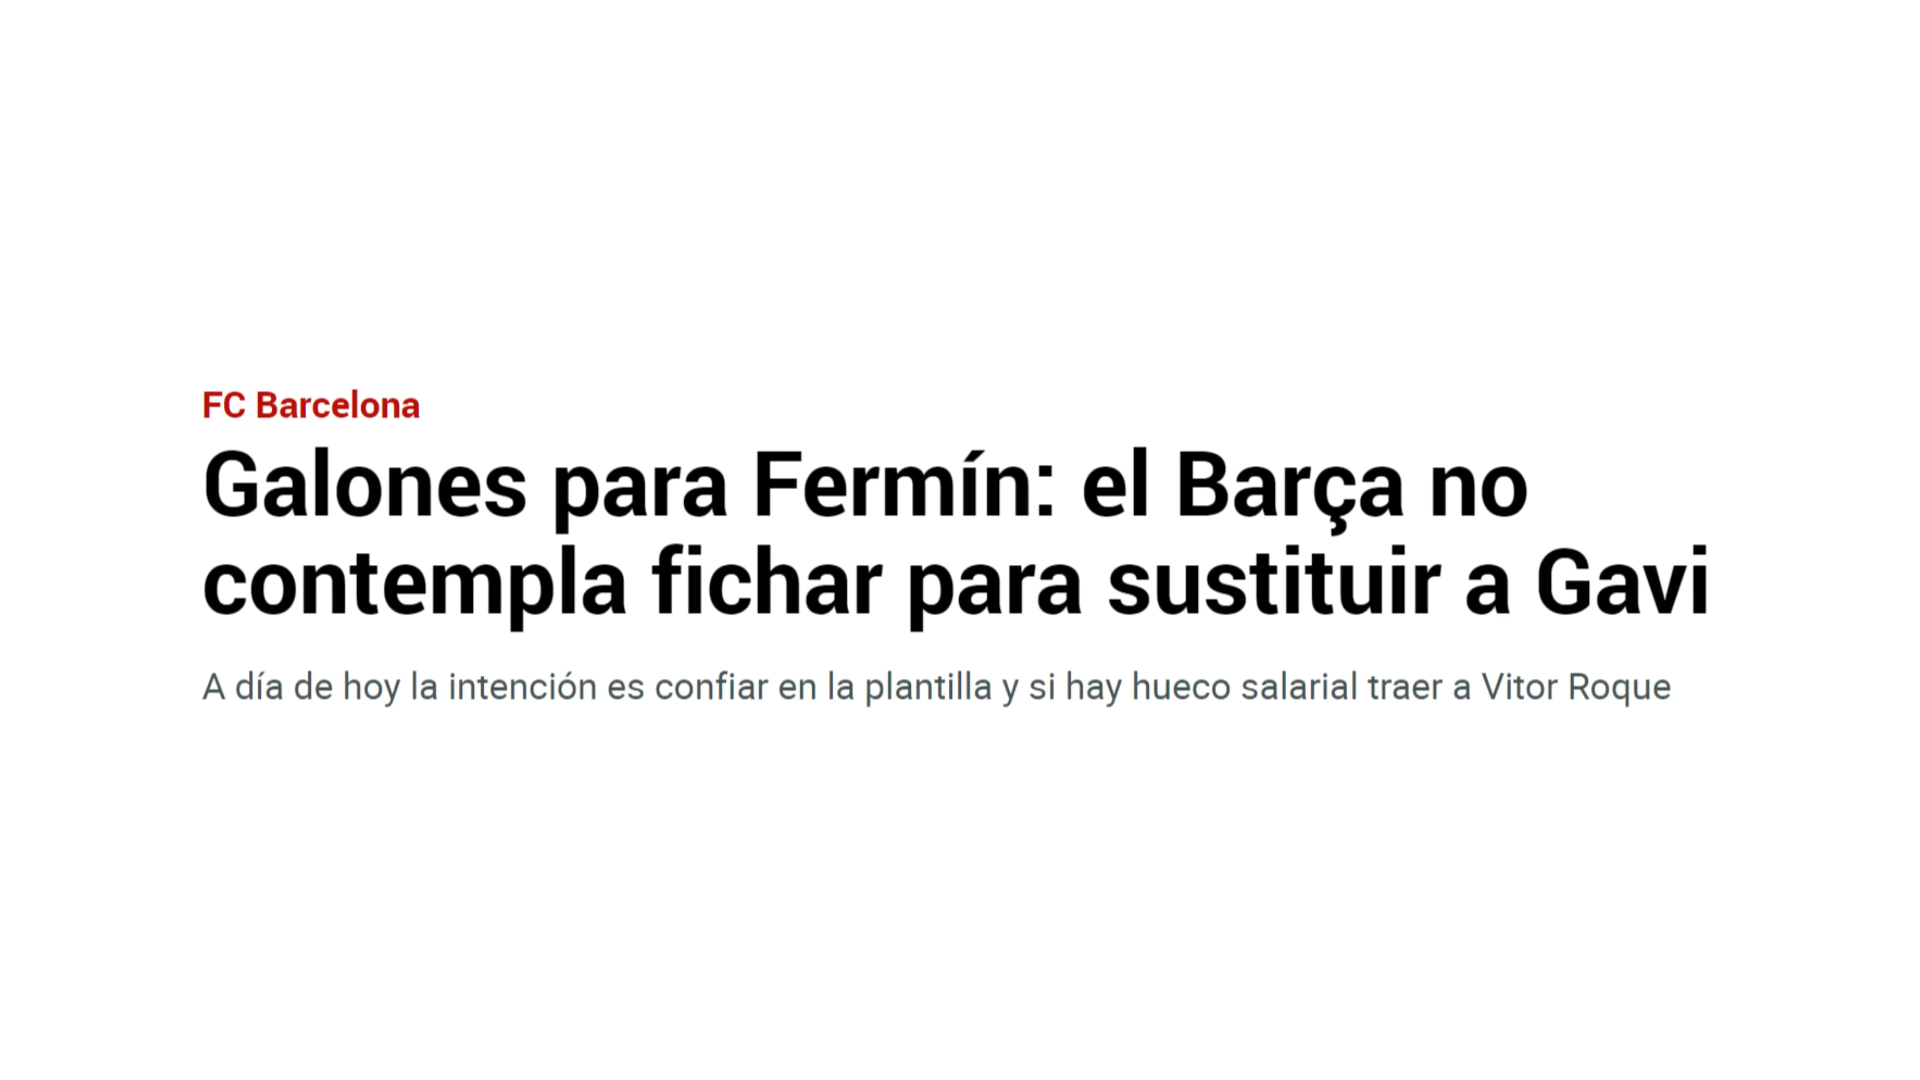 FC Barcelona
Galones para Fermín: el Barça no
contempla fichar para sustituir a Gavi
A día de hoy la intención es confiar en la plantilla y si hay hueco salarial traer a Vitor Roque